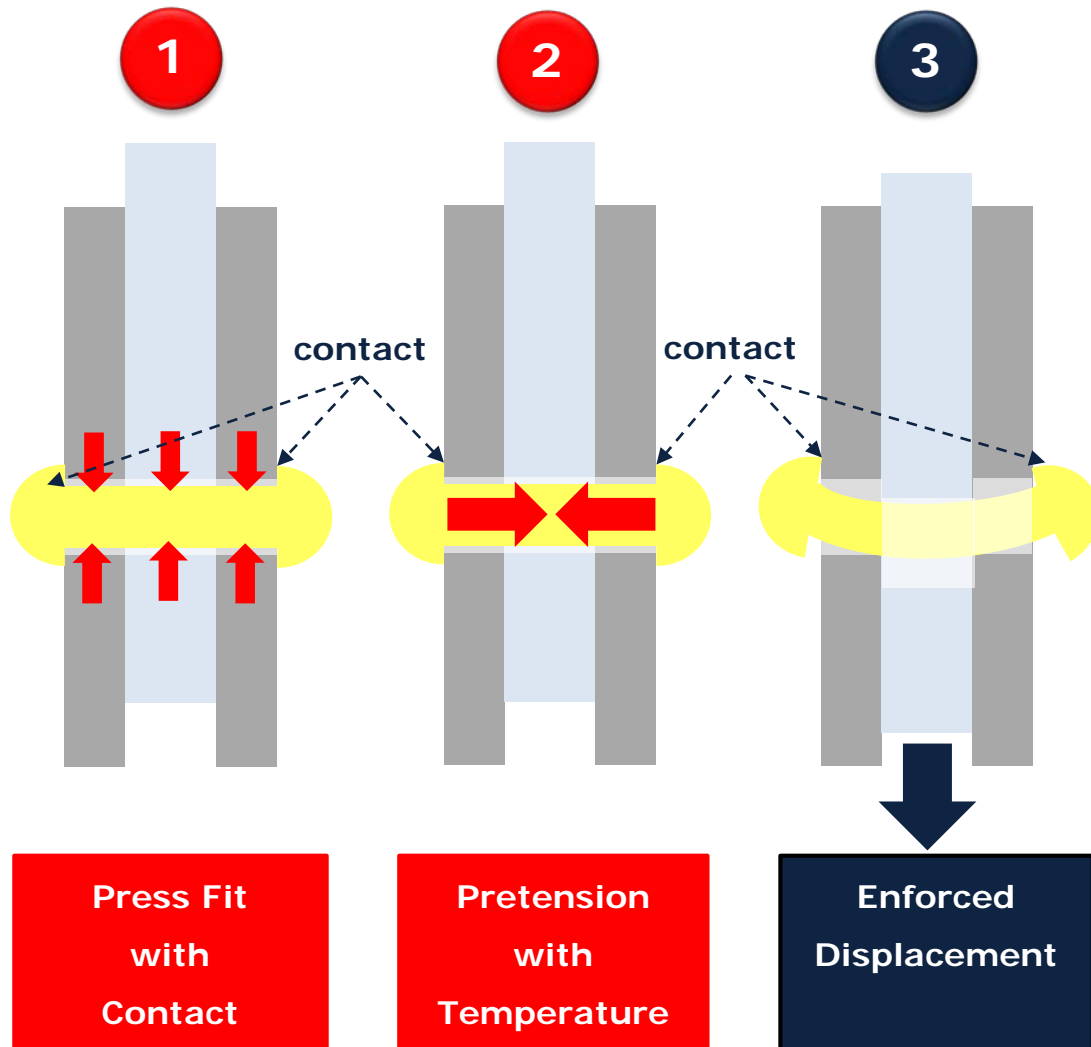 1
2
3
contact
contact
Press Fit
with
Contact
Pretension
with
Temperature
Enforced
Displacement